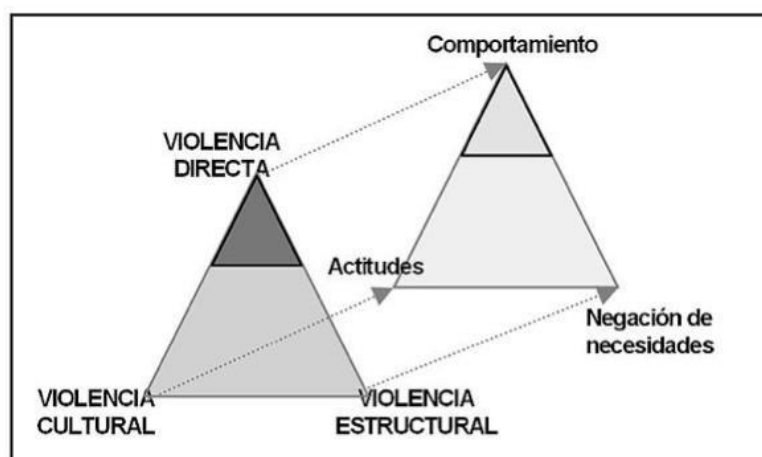 Comportamiento
VIOLENCIA
DIRECTA
Actitudes
Negación de
necesidades
VIOLENCIA
CULTURAL
VIOLENCIA
ESTRUCTURAL